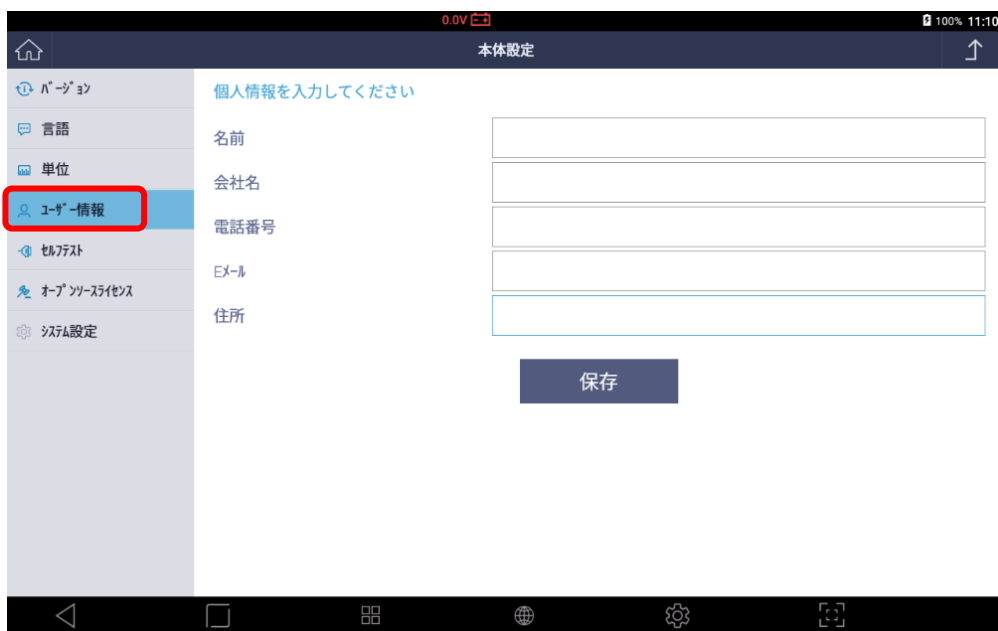 0.0V
100% 11:10
本体設定
ﾊﾞｰｼﾞｮﾝ
言語
単位
ﾕｰｻﾞｰ情報
ｾﾙﾌﾃｽﾄ
ｵｰﾌﾟﾝｿｰｽﾗｲｾﾝｽ
ｼｽﾃﾑ設定
個人情報を入力してください
名前
会社名
電話番号
Eﾒｰﾙ
住所
保存